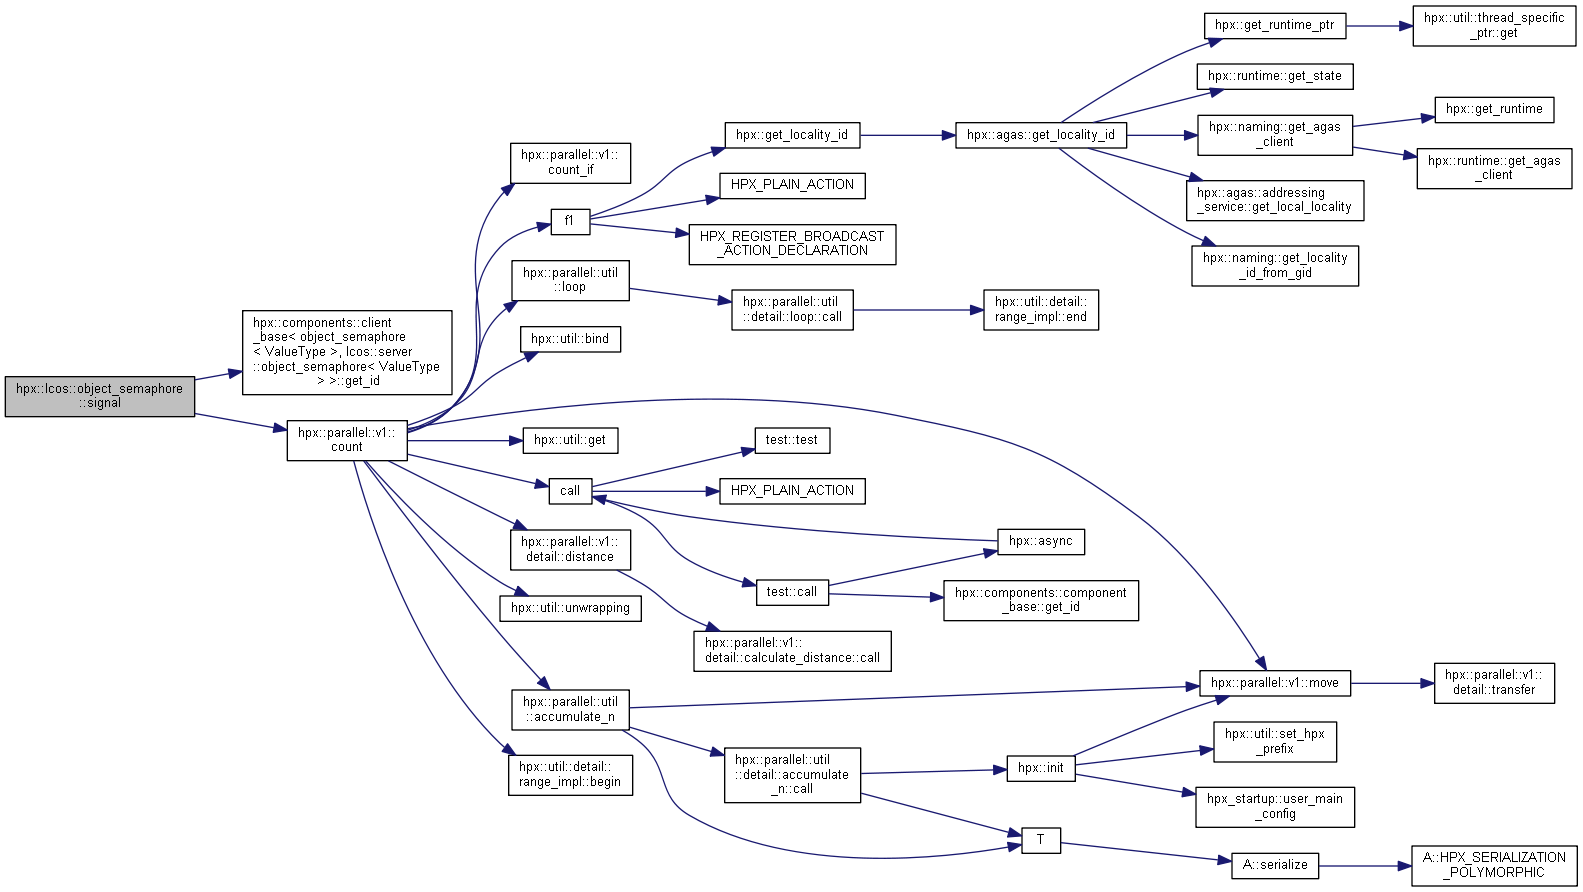 hpx::lcos::object_semaphore
::signal
hpx::components::client
_base< object_semaphore
< ValueType >, lcos::server
::object_semaphore< ValueType
> >::get_id
hpx::parallel::v1::
count
hpx::parallel::v1::
count_if
f1
hpx::parallel::util
::loop
hpx::util::bind
hpx::util::get
call
hpx::parallel::v1::
detail::distance
hpx::util::unwrapping
hpx::parallel::util
::accumulate_n
hpx::util::detail::
range_impl::begin
hpx::get_locality_id
HPX_PLAIN_ACTION
HPX_REGISTER_BROADCAST
_ACTION_DECLARATION
hpx::parallel::util
::detail::loop::call
test::test
HPX_PLAIN_ACTION
test::call
hpx::parallel::v1::
detail::calculate_distance::call
hpx::parallel::util
::detail::accumulate
_n::call
hpx::agas::get_locality_id
hpx::util::detail::
range_impl::end
hpx::async
hpx::components::component
_base::get_id
hpx::init
T
hpx::get_runtime_ptr
hpx::runtime::get_state
hpx::naming::get_agas
_client
hpx::agas::addressing
_service::get_local_locality
hpx::naming::get_locality
_id_from_gid
hpx::parallel::v1::move
hpx::util::set_hpx
_prefix
hpx_startup::user_main
_config
A::serialize
hpx::util::thread_specific
_ptr::get
hpx::get_runtime
hpx::runtime::get_agas
_client
hpx::parallel::v1::
detail::transfer
A::HPX_SERIALIZATION
_POLYMORPHIC